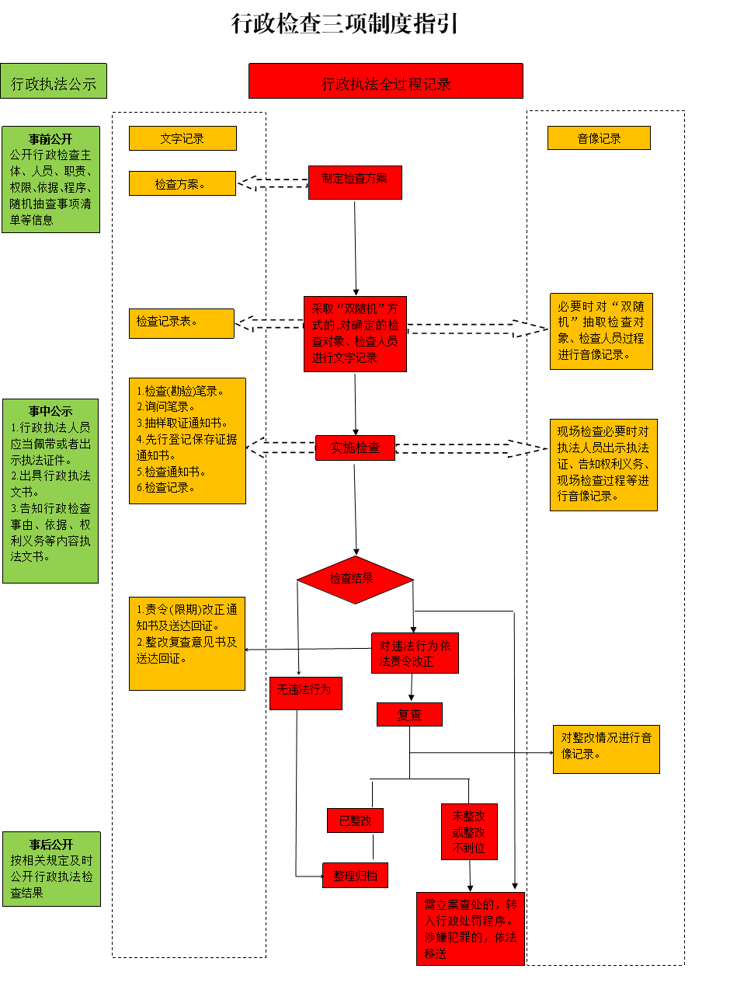 行政检查三项制度指引
行政执法公示
行政执法全过程记录
事前公开
公开行政检查主
体、人员、职责、
权限、依据、程序、
随机抽查事项清
单等信息
文字记录
音像记录
检查方案。
制定检查方案
检查记录表。
采取“双随机”方
式的,对确定的检
查对象、检查人员
进行文字记录
必要时对“双随
机”抽取检查对
象、检查人员过程
进行音像记录。
事中公示
1.行政执法人员
应当佩带或者出
示执法证件。
2.出具行政执法
文书。
3.告知行政检查
事由、依据、权
利义务等内容执
法文书。
1.检查(勘验)笔录。
2.询问笔录。
3.抽样取证通知书。
4.先行登记保存证据
通知书。
5.检查通知书。
6.检查记录。
实施检查
现场检查必要时对
执法人员出示执法
证、告知权利义务、
现场检查过程等进
行音像记录。
检查结果
1.责令(限期)改正通
知书及送达回证。
2.整改复查意见书及
送达回证。
对违法行为依
法责令改正
无违法行为
复查
对整改情况进行音
像记录。
已整改
未整改
或整改
不到位
整理归档
事后公开
按相关规定及时
公开行政执法检
查结果
需立案查处的，转
入行政处罚程序。
涉嫌犯罪的，依法
移送